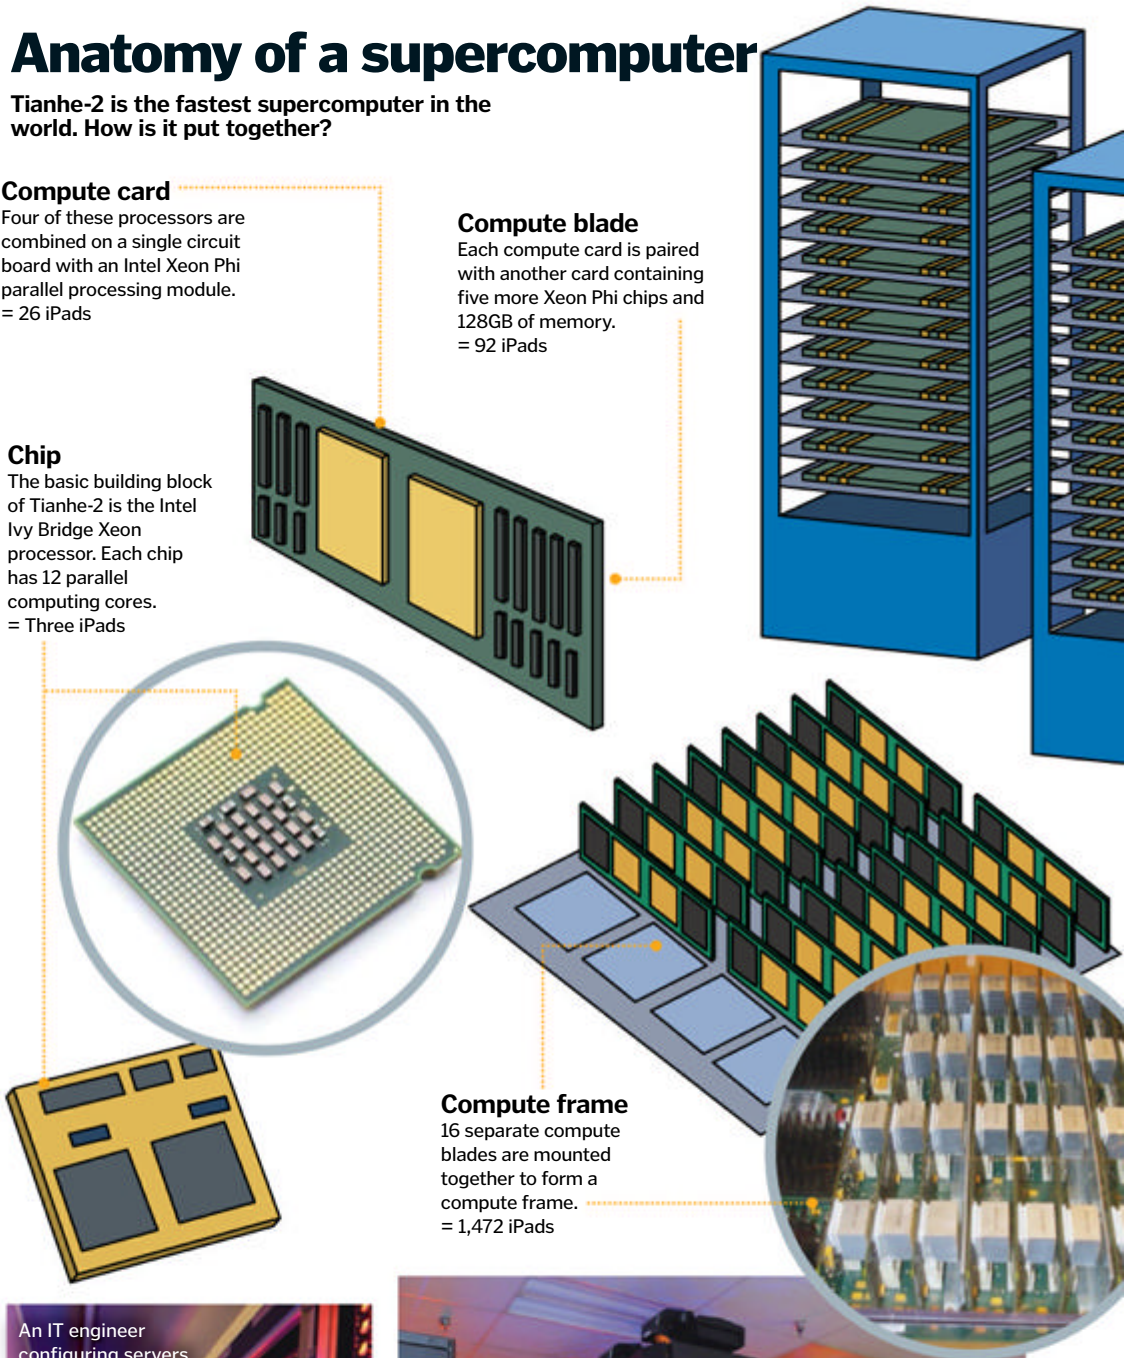 Anatomy of a supercomputer
Tianhe-2 is the fastest supercomputer in the
world. How is it put together?
Compute card
Four of these processors are
combined on a single circuit
board with an Intel Xeon Phi
parallel processing module.
= 26 iPads
Compute blade
Each compute card is paired
with another card containing
five more Xeon Phi chips and
128GB of memory.
= 92 iPads
Chip
The basic building block
of Tianhe-2 is the Intel
Ivy Bridge Xeon
processor. Each chip
has 12 parallel
computing cores.
= Three iPads
Compute frame
16 separate compute
blades are mounted
together to form a
compute frame.
= 1,472 iPads
An IT engineer
configuring servers